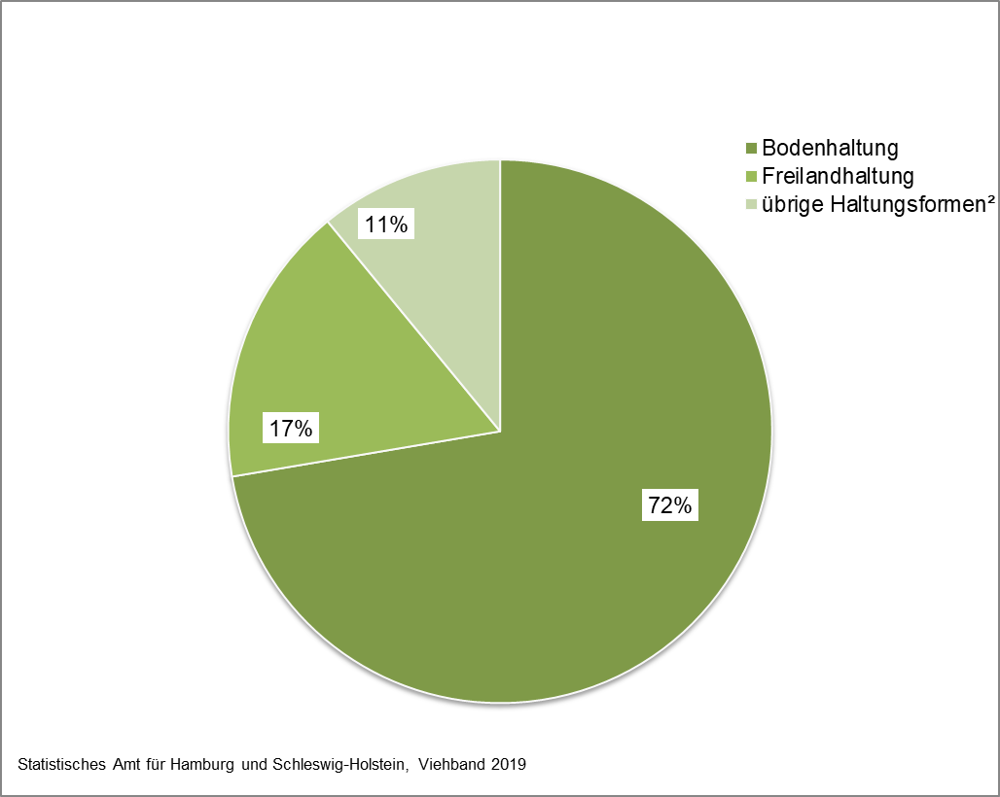 Bodenhaltung
Freilandhaltung
übrige Haltungsformen²
11%
17%
72%
Statistisches Amt für Hamburg und Schleswig-Holstein, Viehband 2019